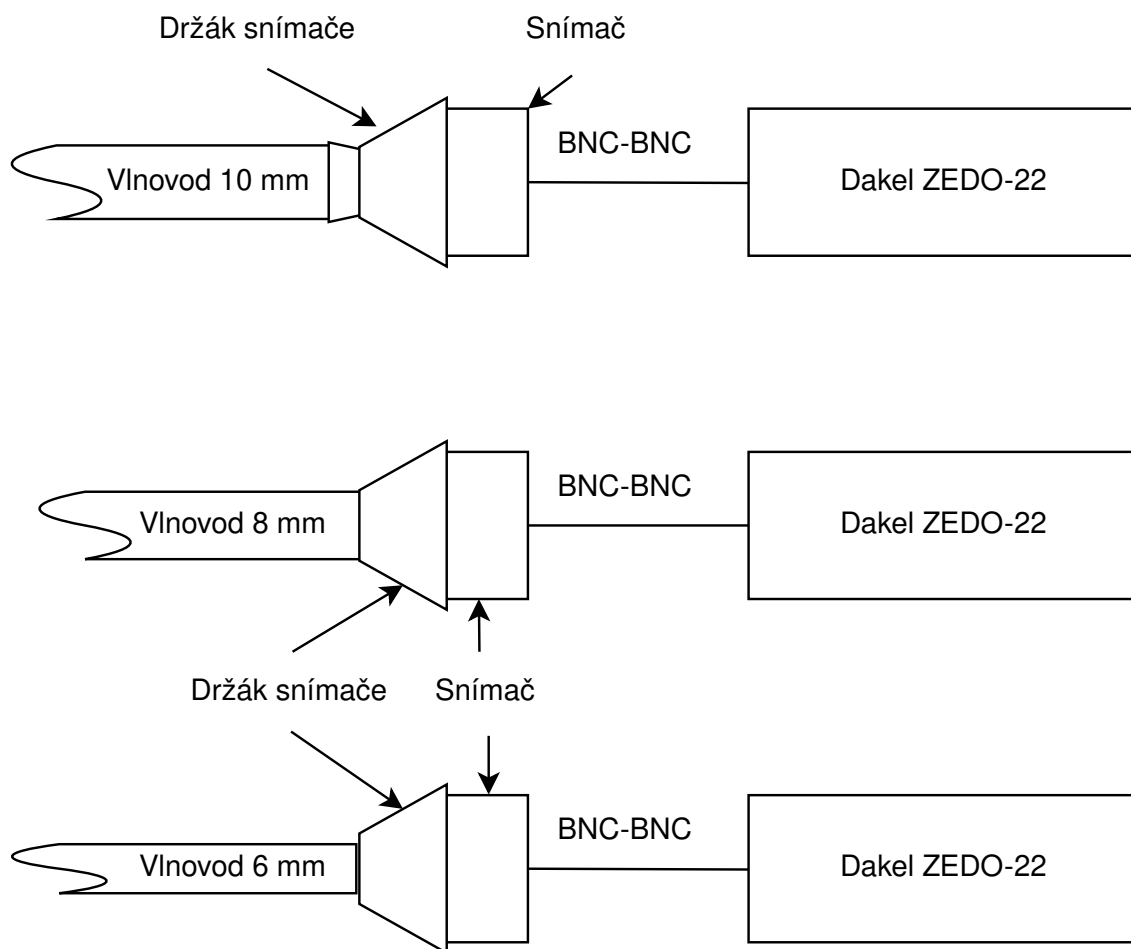 Držák snímače
Snímač
BNC-BNC
Vlnovod 10 mm
Dakel ZEDO-22
BNC-BNC
Vlnovod 8 mm
Dakel ZEDO-22
Držák snímače
Snímač
BNC-BNC
Vlnovod 6 mm
Dakel ZEDO-22